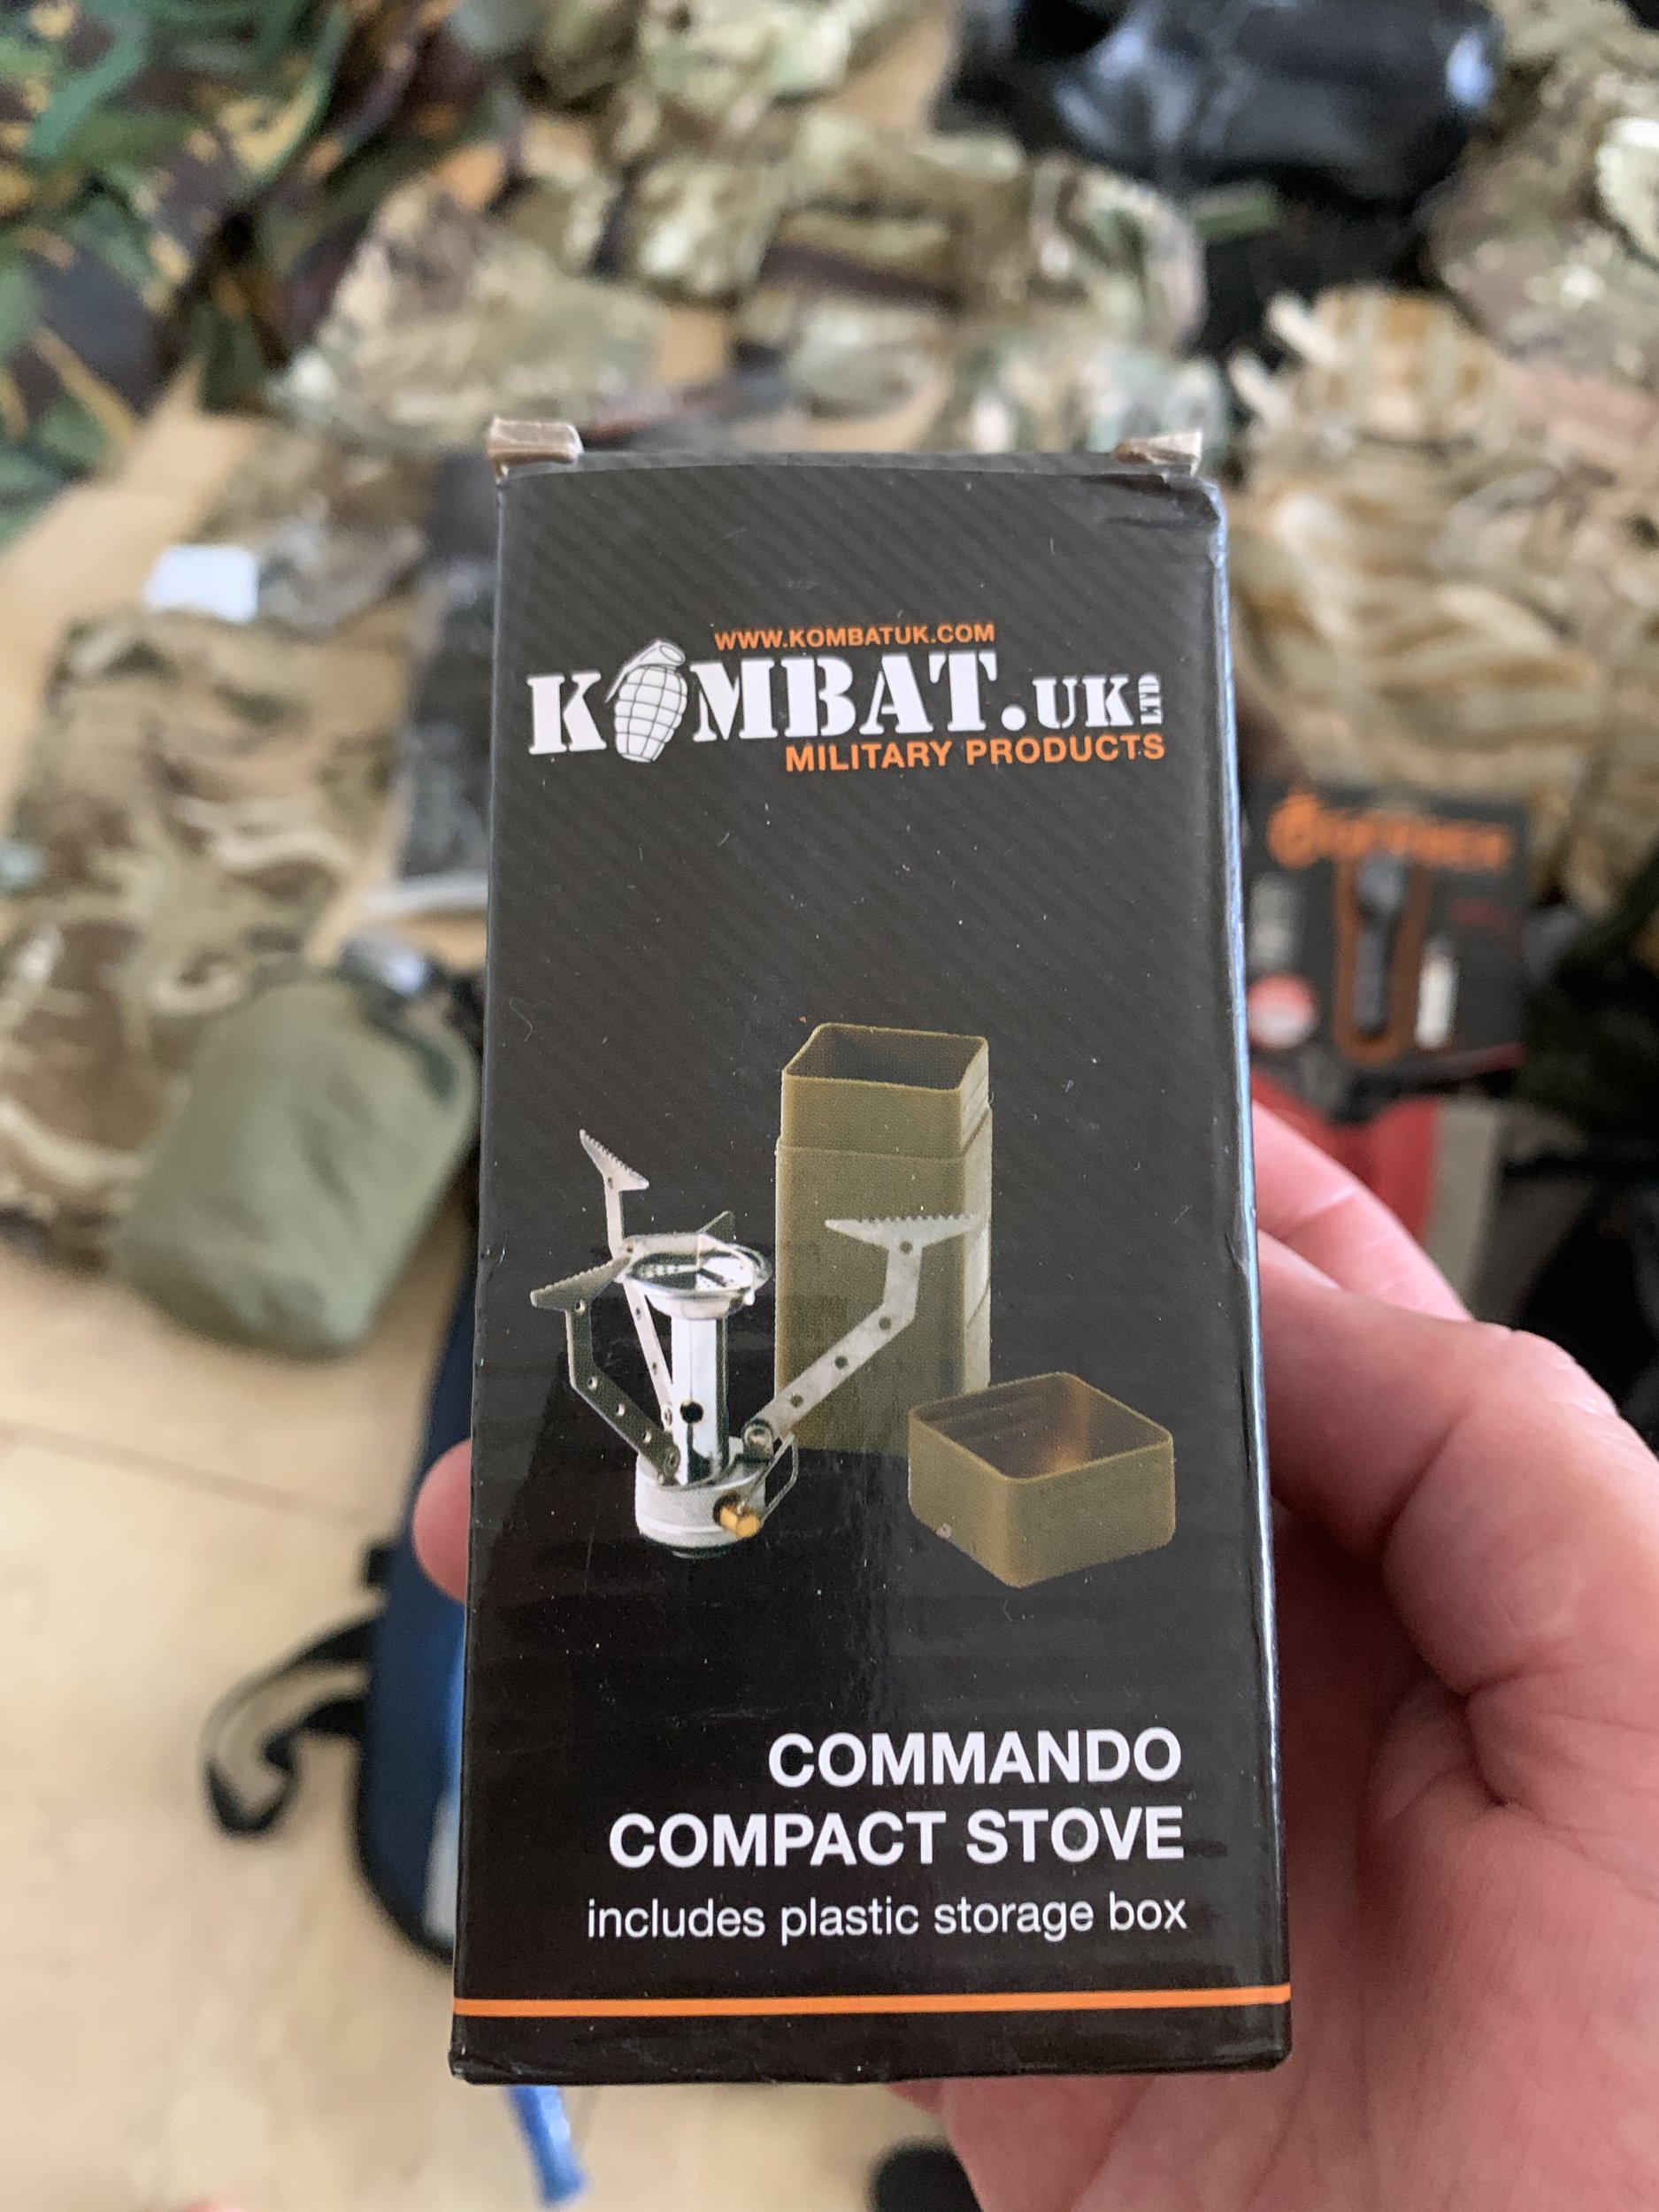 WWW.KOMBATUK.COM
KOMBAT.UK LTD
MILITARY PRODUCTS
COMMANDO
COMPACT STOVE
includes plastic storage box